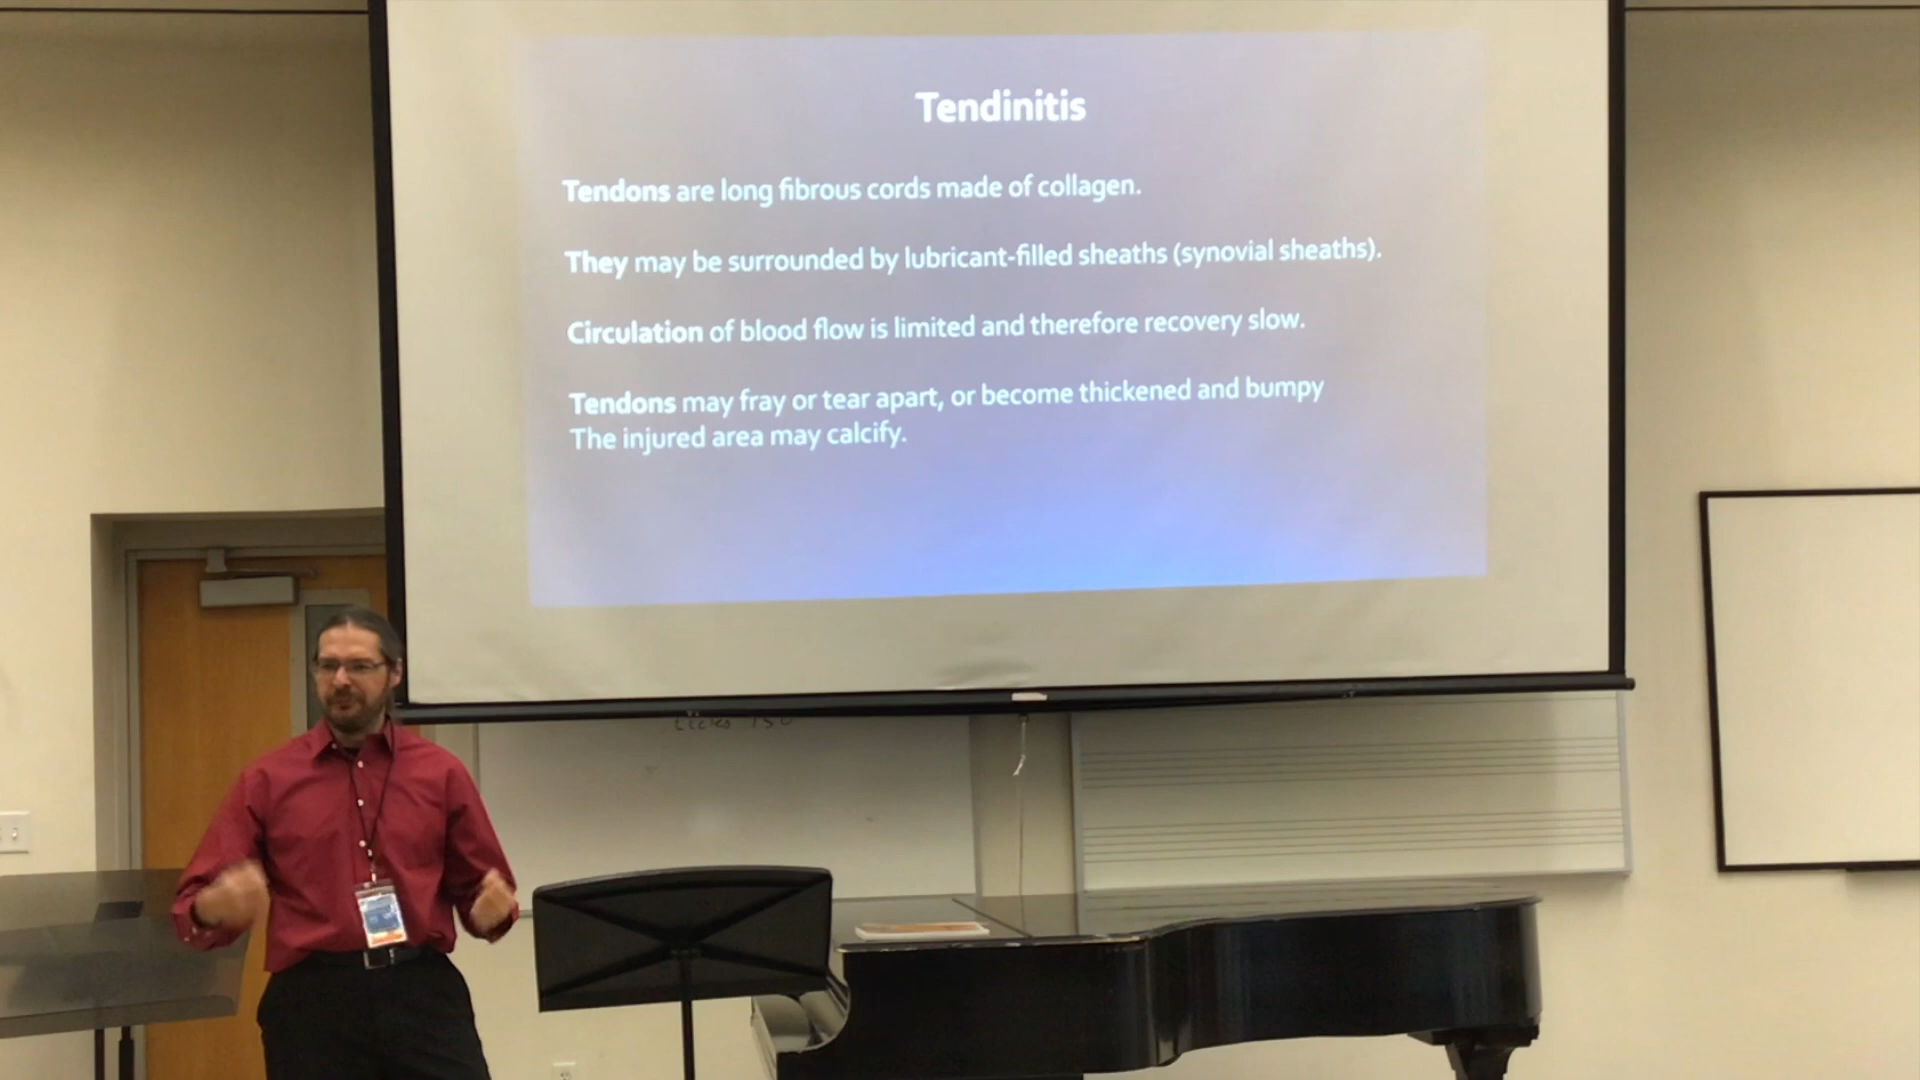 Tendinitis
Tendons are long fibrous cords made of collagen.
They may be surrounded by lubricant-filled sheaths (synovial sheaths).
Circulation of blood flow is limited and therefore recovery slow.
Tendons may fray or tear apart, or become thickened and bumpy
The injured area may calcify.